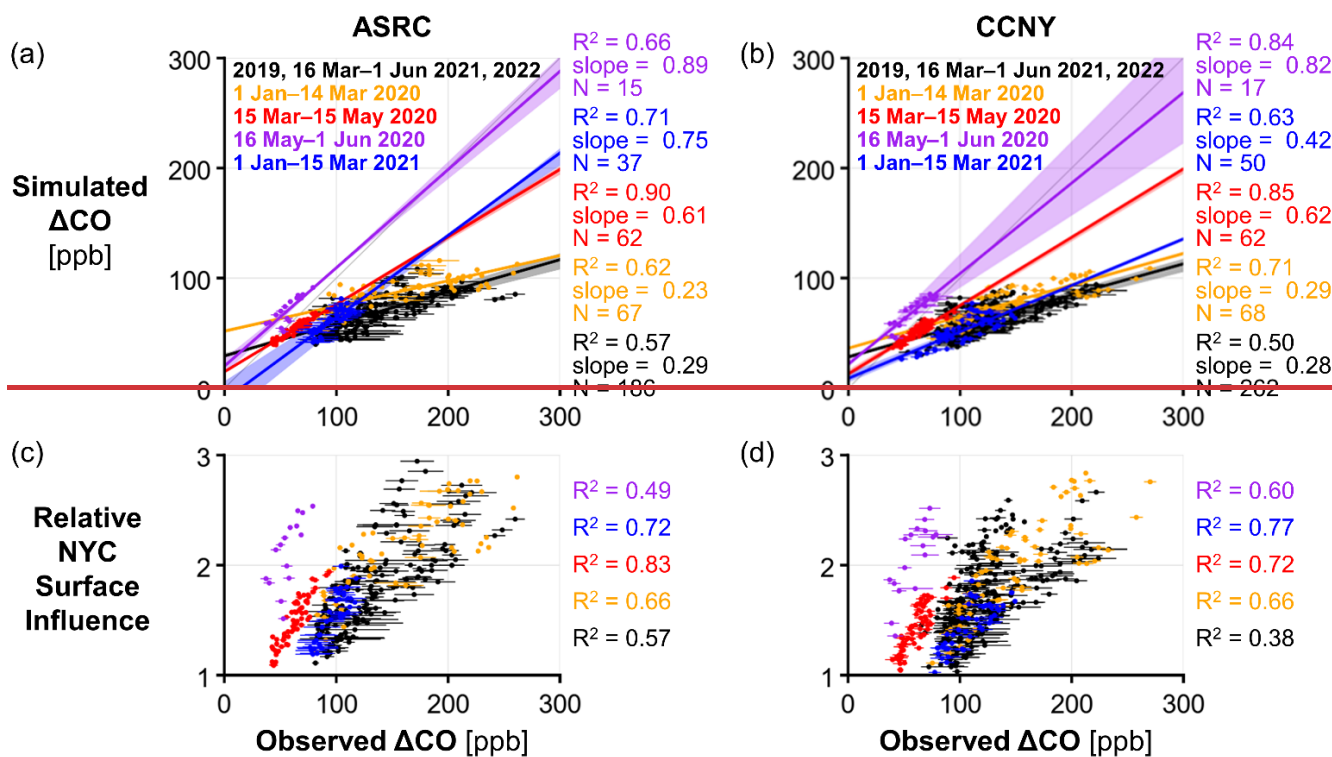 ASRC
CCNY
(a)
300
200
100
0
Simulated
ΔCO
[ppb]
2019, 16 Mar–1 Jun 2021, 2022
1 Jan–14 Mar 2020
15 Mar–15 May 2020
16 May–1 Jun 2020
1 Jan–15 Mar 2021
R² = 0.66
slope = 0.89
N = 15
R² = 0.71
slope = 0.75
N = 37
R² = 0.90
slope = 0.61
N = 62
R² = 0.62
slope = 0.23
N = 67
R² = 0.57
slope = 0.29
N = 186
0 100 200 300
(b)
300
200
100
0
2019, 16 Mar–1 Jun 2021, 2022
1 Jan–14 Mar 2020
15 Mar–15 May 2020
16 May–1 Jun 2020
1 Jan–15 Mar 2021
R² = 0.84
slope = 0.82
N = 17
R² = 0.63
slope = 0.42
N = 50
R² = 0.85
slope = 0.62
N = 62
R² = 0.71
slope = 0.29
N = 68
R² = 0.50
slope = 0.28
N = 262
0 100 200 300
(c)
3
2
1
Relative
NYC
Surface
Influence
R² = 0.49
R² = 0.72
R² = 0.83
R² = 0.66
R² = 0.57
0 100 200 300
Observed ΔCO [ppb]
(d)
3
2
1
R² = 0.60
R² = 0.77
R² = 0.72
R² = 0.66
R² = 0.38
0 100 200 300
Observed ΔCO [ppb]